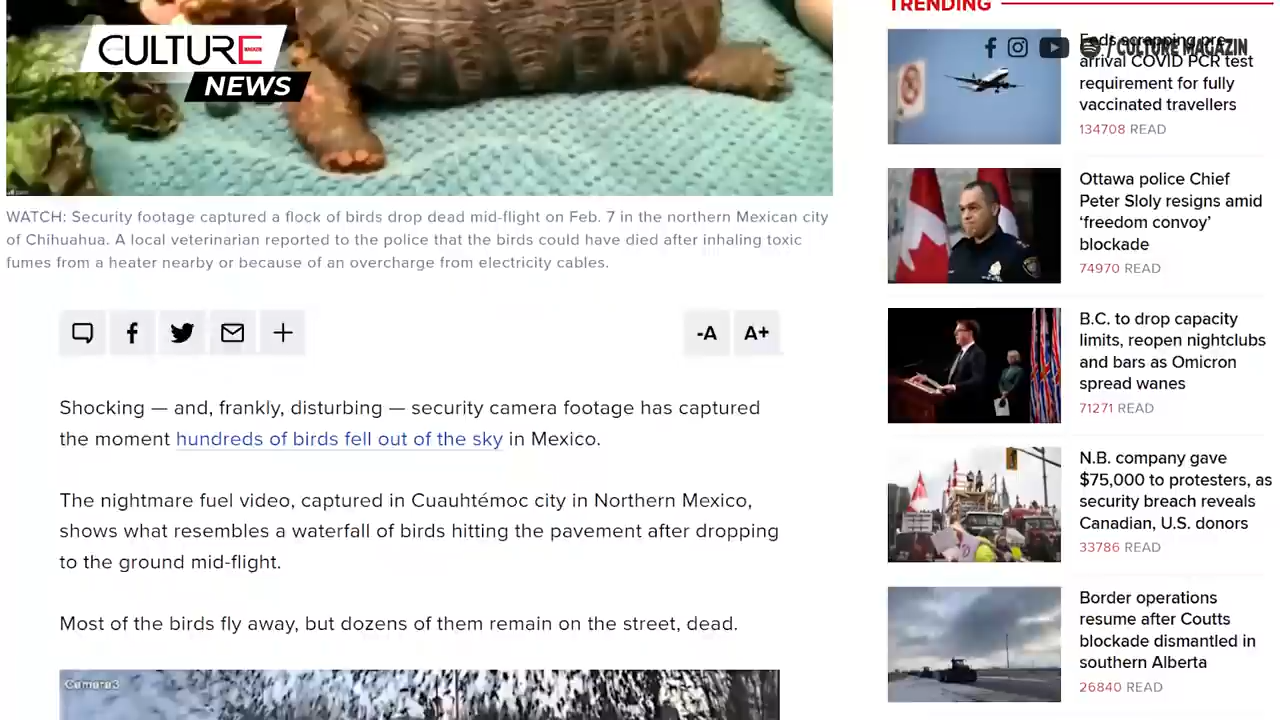 CULTURE
NEWS
WATCH: Security footage captured a flock of birds drop dead mid-flight on Feb. 7 in the northern Mexican city
of Chihuahua. A local veterinarian reported to the police that the birds could have died after inhaling toxic
fumes from a heater nearby or because of an overcharge from electricity cables.
-A A+
Shocking — and, frankly, disturbing — security camera footage has captured
the moment hundreds of birds fell out of the sky in Mexico.
The nightmare fuel video, captured in Cuauhtémoc city in Northern Mexico,
shows what resembles a waterfall of birds hitting the pavement after dropping
to the ground mid-flight.
Most of the birds fly away, but dozens of them remain on the street, dead.
Camera3
TRENDING
/ CULTURE MAGAZIN
Feds scrapping pre-
arrival COVID PCR test
requirement for fully
vaccinated travellers
134708 READ
Ottawa police Chief
Peter Sloly resigns amid
‘freedom convoy’
blockade
74970 READ
B.C. to drop capacity
limits, reopen nightclubs
and bars as Omicron
spread wanes
71271 READ
N.B. company gave
$75,000 to protesters, as
security breach reveals
Canadian, U.S. donors
33786 READ
Border operations
resume after Coutts
blockade dismantled in
southern Alberta
26840 READ